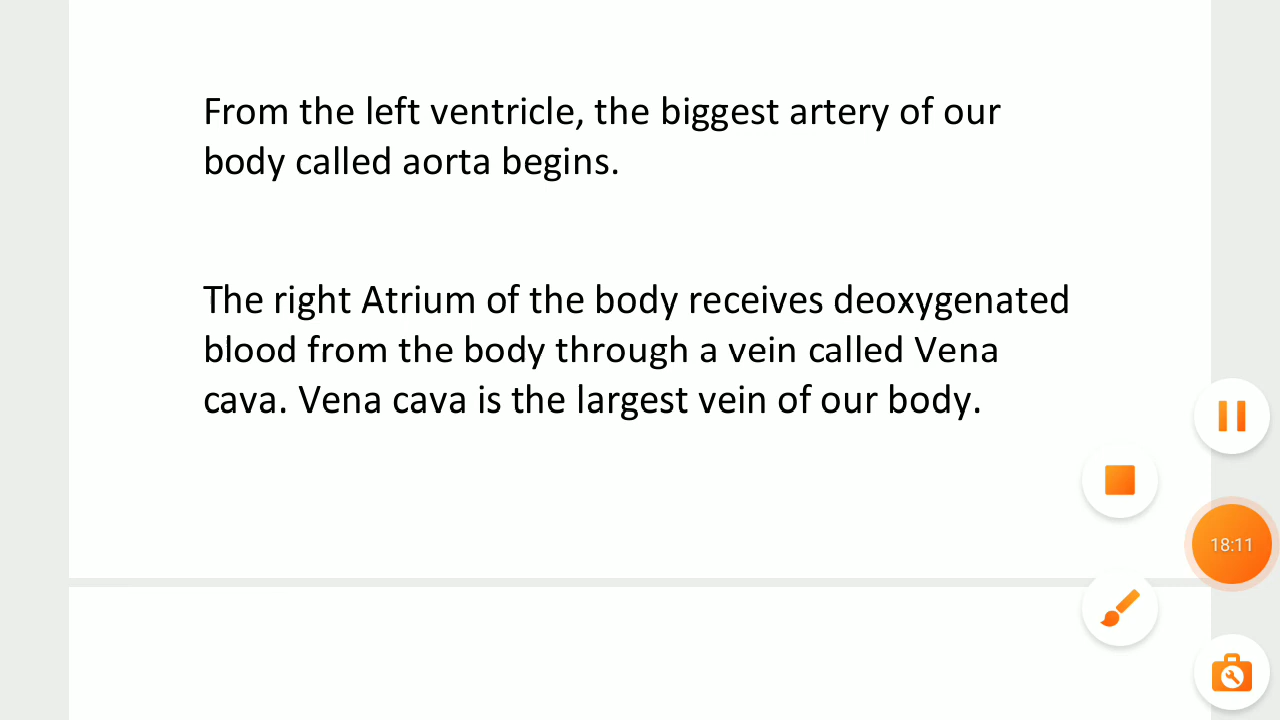 From the left ventricle, the biggest artery of our
body called aorta begins.
The right Atrium of the body receives deoxygenated
blood from the body through a vein called Vena
cava. Vena cava is the largest vein of our body.
18:11